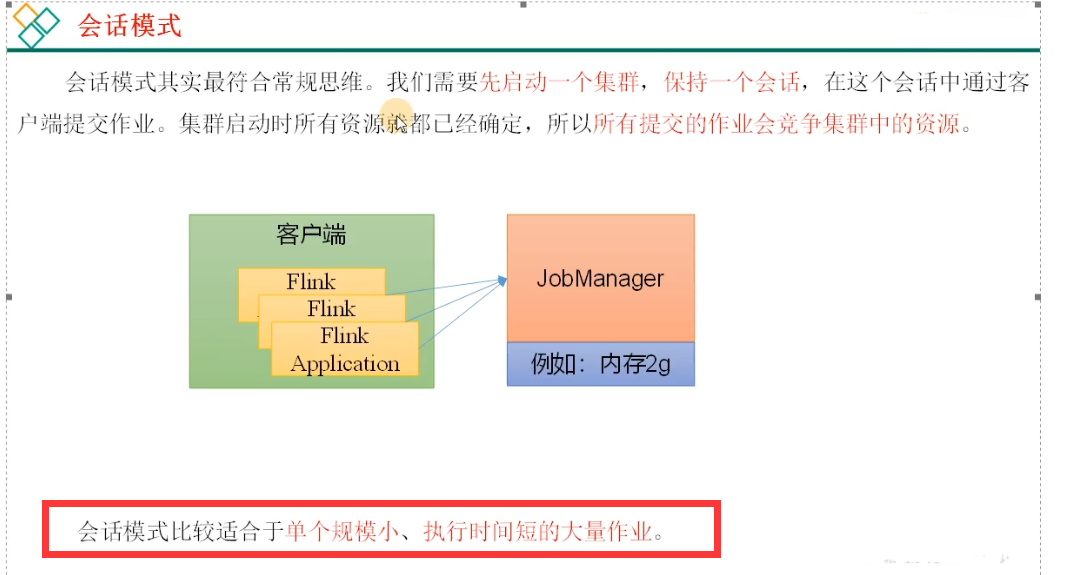 会话模式
会话模式其实最符合常规思维。我们需要先启动一个集群，保持一个会话，在这个会话中通过客
户端提交作业。集群启动时所有资源就都已经确定，所以所有提交的作业会竞争集群中的资源。
客户端
Flink
Flink
Flink
Application
JobManager
例如：内存2g
会话模式比较适合于单个规模小、执行时间短的大量作业。